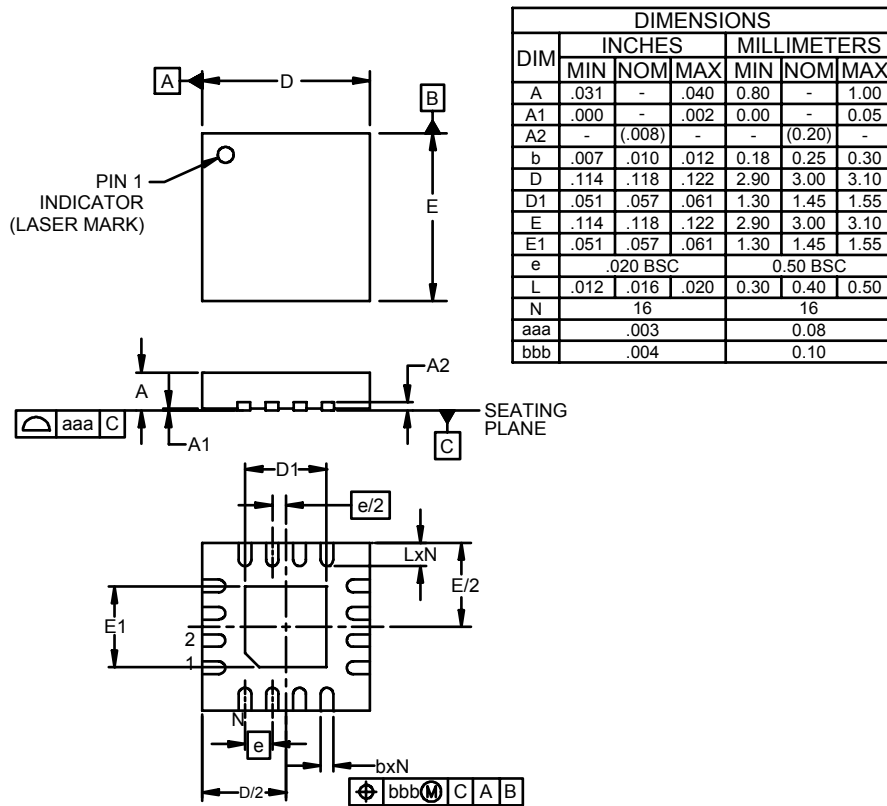 DIMENSIONS
DIM INCHES MILLIMETERS
MIN NOM MAX MIN NOM MAX
A .031 - .040 0.80 - 1.00
A1 .000 - .002 0.00 - 0.05
A2 - (.008) - - (0.20) -
b .007 .010 .012 0.18 0.25 0.30
D .114 .118 .122 2.90 3.00 3.10
D1 .051 .057 .061 1.30 1.45 1.55
E .114 .118 .122 2.90 3.00 3.10
E1 .051 .057 .061 1.30 1.45 1.55
e .020 BSC 0.50 BSC
L .012 .016 .020 0.30 0.40 0.50
N 16 16
aaa .003 0.08
bbb .004 0.10
A
D
B
PIN 1
INDICATOR
(LASER MARK)
E
A2
A
aaa C
A1
SEATING
PLANE
C
D1
e/2
LxN
E/2
E1
2
1
N
e
bxN
D/2
bbb M C A B